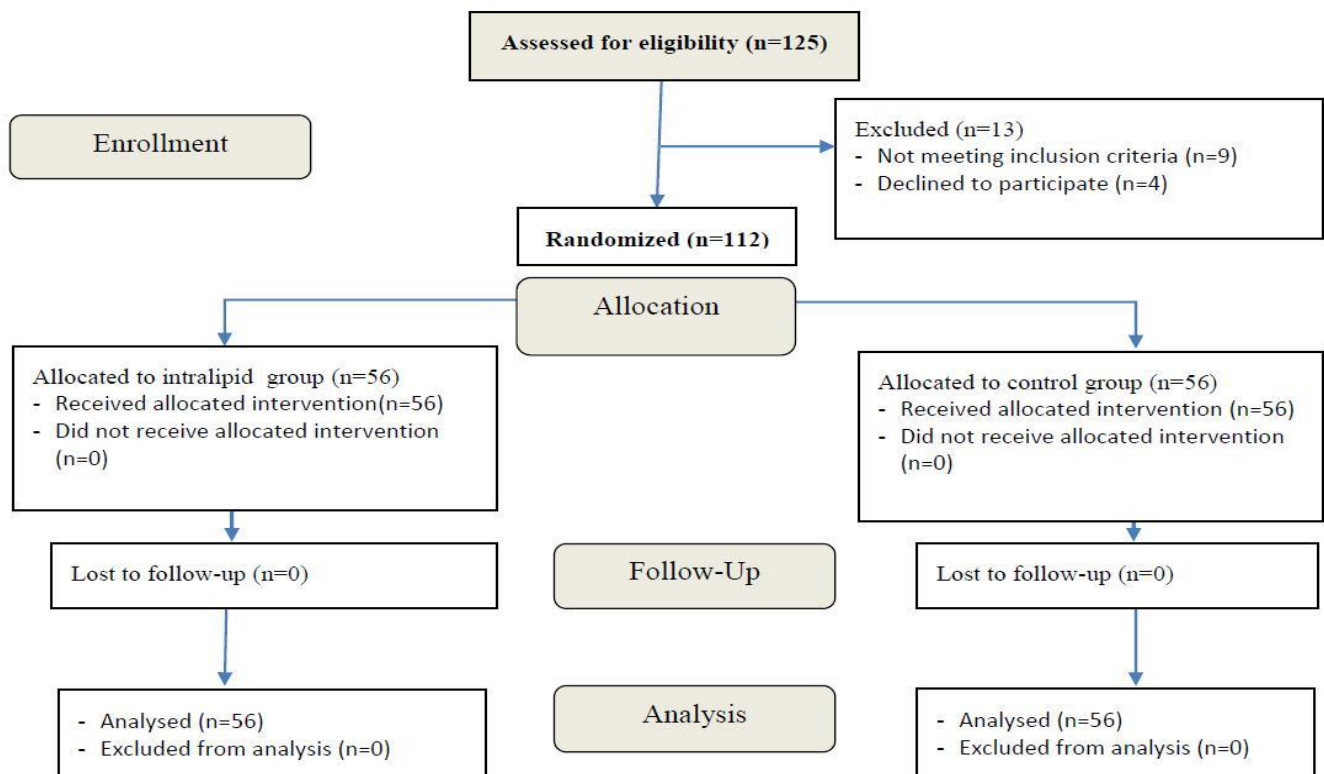 Assessed for eligibility (n=125)
Enrollment
Excluded (n=13)
- Not meeting inclusion criteria (n=9)
- Declined to participate (n=4)
Randomized (n=112)
Allocation
Allocated to intralipid group (n=56)
- Received allocated intervention(n=56)
- Did not receive allocated intervention
(n=0)
Allocated to control group (n=56)
- Received allocated intervention (n=56)
- Did not receive allocated intervention
(n=0)
Lost to follow-up (n=0)
Follow-Up
Lost to follow-up (n=0)
- Analysed (n=56)
- Excluded from analysis (n=0)
Analysis
- Analysed (n=56)
- Excluded from analysis (n=0)